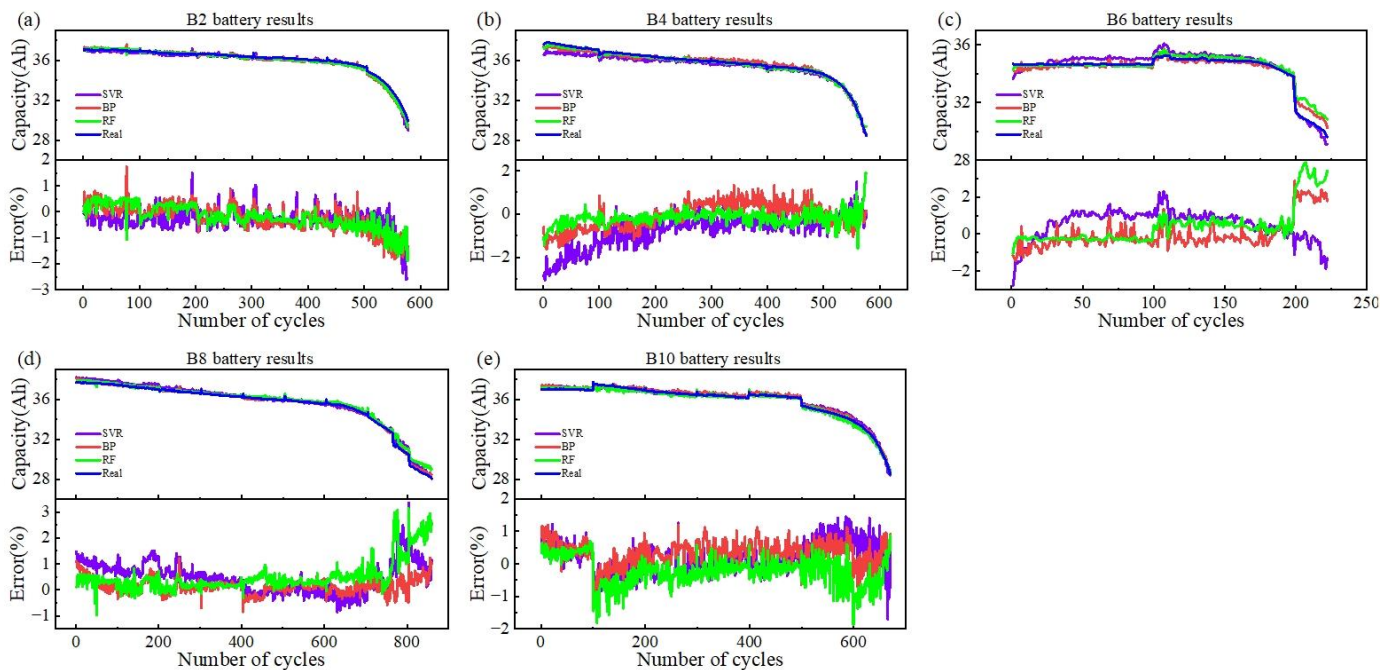 (a) B2 battery results
Capacity(Ah)
36
32
28
SVR
BP
RF
Real
Error(%)
2
1
0
−1
−2
−3
0 100 200 300 400 500 600
Number of cycles
(b) B4 battery results
Capacity(Ah)
36
32
28
SVR
BP
RF
Real
Error(%)
2
0
−2
0 100 200 300 400 500 600
Number of cycles
(c) B6 battery results
Capacity(Ah)
36
32
28
SVR
BP
RF
Real
Error(%)
2
0
−2
0 50 100 150 200 250
Number of cycles
(d) B8 battery results
Capacity(Ah)
36
32
28
SVR
BP
RF
Real
Error(%)
3
2
1
0
−1
0 200 400 600 800
Number of cycles
(e) B10 battery results
Capacity(Ah)
36
32
28
SVR
BP
RF
Real
Error(%)
2
1
0
−1
−2
0 200 400 600
Number of cycles